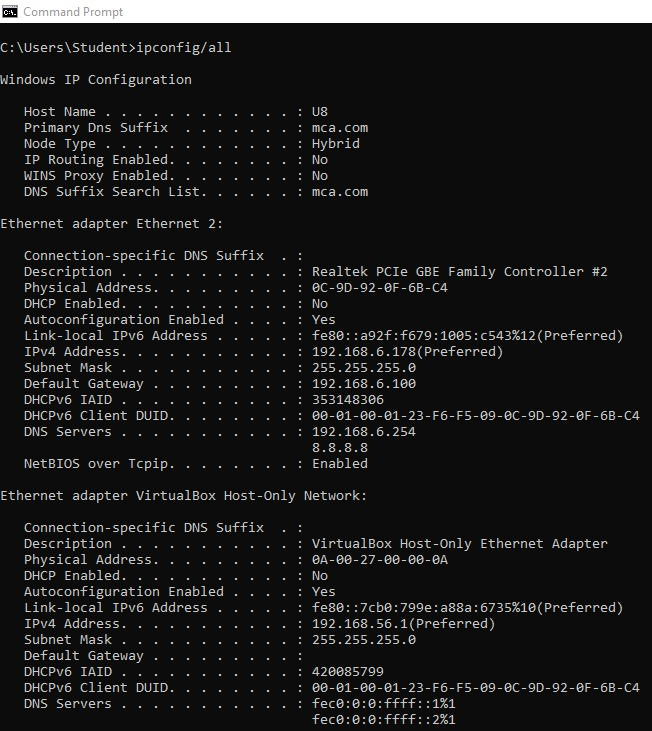 Command Prompt
C:\Users\Student>ipconfig/all
Windows IP Configuration
Host Name . . . . . . . . . . . . : U8
Primary Dns Suffix  . . . . . . . : mca.com
Node Type . . . . . . . . . . . . : Hybrid
IP Routing Enabled. . . . . . . . : No
WINS Proxy Enabled. . . . . . . . : No
DNS Suffix Search List. . . . . . : mca.com
Ethernet adapter Ethernet 2:
Connection-specific DNS Suffix  . :
Description . . . . . . . . . . . : Realtek PCIe GBE Family Controller #2
Physical Address. . . . . . . . . : 0C-9D-92-0F-6B-C4
DHCP Enabled. . . . . . . . . . . : No
Autoconfiguration Enabled . . . . : Yes
Link-local IPv6 Address . . . . . : fe80::a92f:f679:1005:c543%12(Preferred)
IPv4 Address. . . . . . . . . . . : 192.168.6.178(Preferred)
Subnet Mask . . . . . . . . . . . : 255.255.255.0
Default Gateway . . . . . . . . . : 192.168.6.100
DHCPv6 IAID . . . . . . . . . . . : 353148306
DHCPv6 Client DUID. . . . . . . . : 00-01-00-01-23-F6-F5-09-0C-9D-92-0F-6B-C4
DNS Servers . . . . . . . . . . . : 192.168.6.254
8.8.8.8
NetBIOS over Tcpip. . . . . . . . : Enabled
Ethernet adapter VirtualBox Host-Only Network:
Connection-specific DNS Suffix  . :
Description . . . . . . . . . . . : VirtualBox Host-Only Ethernet Adapter
Physical Address. . . . . . . . . : 0A-00-27-00-00-0A
DHCP Enabled. . . . . . . . . . . : No
Autoconfiguration Enabled . . . . : Yes
Link-local IPv6 Address . . . . . : fe80::7cb0:799e:a88a:6735%10(Preferred)
IPv4 Address. . . . . . . . . . . : 192.168.56.1(Preferred)
Subnet Mask . . . . . . . . . . . : 255.255.255.0
Default Gateway . . . . . . . . . :
DHCPv6 IAID . . . . . . . . . . . : 420085799
DHCPv6 Client DUID. . . . . . . . : 00-01-00-01-23-F6-F5-09-0C-9D-92-0F-6B-C4
DNS Servers . . . . . . . . . . . : fec0:0:0:ffff::1%1
fec0:0:0:ffff::2%1